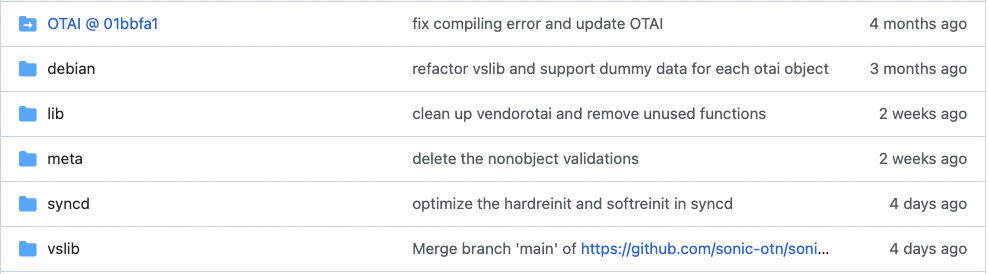 OTAI @ 01bbfa1 fix compiling error and update OTAI 4 months ago
debian refactor vslib and support dummy data for each otai object 3 months ago
lib clean up vendorotai and remove unused functions 2 weeks ago
meta delete the nonobject validations 2 weeks ago
syncd optimize the hardreinit and softreinit in syncd 4 days ago
vslib Merge branch 'main' of https://github.com/sonic-otn/soni... 4 days ago